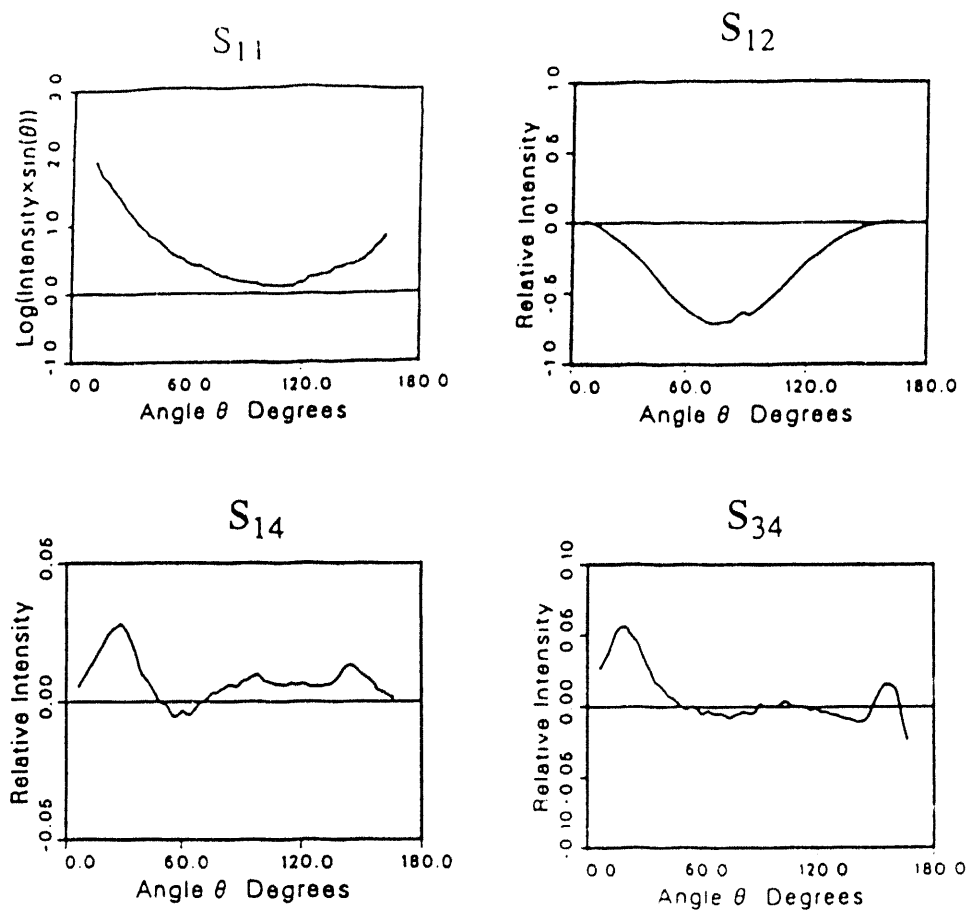 S11
Log(Intensity×sin(θ))
3 0
2 0
1 0
0 0
-1 0
0 0
60.0
120.0
180 0
Angle θ Degrees
S12
Relative Intensity
1 0
0.5
0 0
-0.5
-1 0
0.0
60.0
120.0
180.0
Angle θ Degrees
S14
Relative Intensity
0.05
0.00
-0.05
0.0
60.0
120.0
180.0
Angle θ Degrees
S34
Relative Intensity
0 10
0.05
0.00
-0.05
-0 10
0 0
60 0
120 0
180 0
Angle θ Degrees